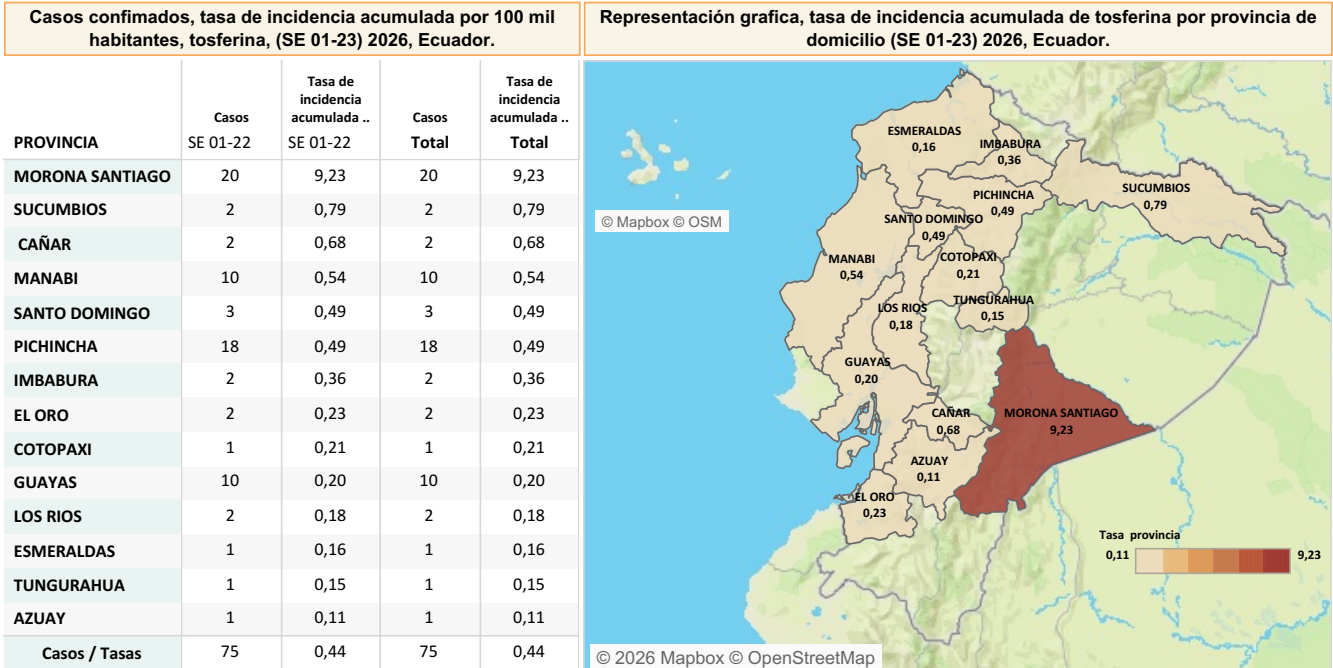 Casos confimados, tasa de incidencia acumulada por 100 mil
habitantes, tosferina, (SE 01-23) 2026, Ecuador.
Representación grafica, tasa de incidencia acumulada de tosferina por provincia de
domicilio (SE 01-23) 2026, Ecuador.
PROVINCIA Casos SE 01-22 Tasa de incidencia acumulada .. SE 01-22 Casos Total Tasa de incidencia acumulada .. Total
MORONA SANTIAGO 20 9,23 20 9,23
SUCUMBIOS 2 0,79 2 0,79
CAÑAR 2 0,68 2 0,68
MANABI 10 0,54 10 0,54
SANTO DOMINGO 3 0,49 3 0,49
PICHINCHA 18 0,49 18 0,49
IMBABURA 2 0,36 2 0,36
EL ORO 2 0,23 2 0,23
COTOPAXI 1 0,21 1 0,21
GUAYAS 10 0,20 10 0,20
LOS RIOS 2 0,18 2 0,18
ESMERALDAS 1 0,16 1 0,16
TUNGURAHUA 1 0,15 1 0,15
AZUAY 1 0,11 1 0,11
Casos / Tasas 75 0,44 75 0,44
ESMERALDAS
0,16
IMBABURA
0,36
SUCUMBIOS
0,79
PICHINCHA
0,49
© Mapbox © OSM
SANTO DOMINGO
0,49
MANABI
0,54
COTOPAXI
0,21
TUNGURAHUA
0,15
LOS RIOS
0,18
GUAYAS
0,20
CAÑAR
0,68
MORONA SANTIAGO
9,23
AZUAY
0,11
EL ORO
0,23
Tasa provincia
0,11 9,23
© 2026 Mapbox © OpenStreetMap